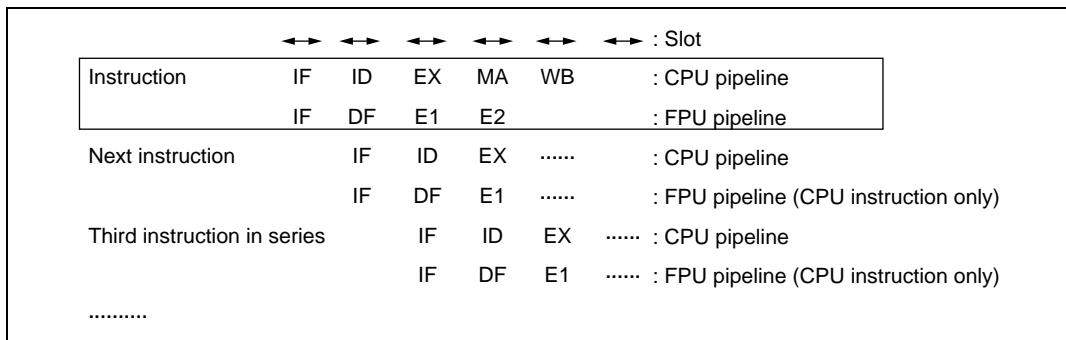 : Slot
Instruction IF ID EX MA WB : CPU pipeline
IF DF E1 E2 : FPU pipeline
Next instruction IF ID EX ...... : CPU pipeline
IF DF E1 ...... : FPU pipeline (CPU instruction only)
Third instruction in series IF ID EX ...... : CPU pipeline
IF DF E1 ...... : FPU pipeline (CPU instruction only)
..........